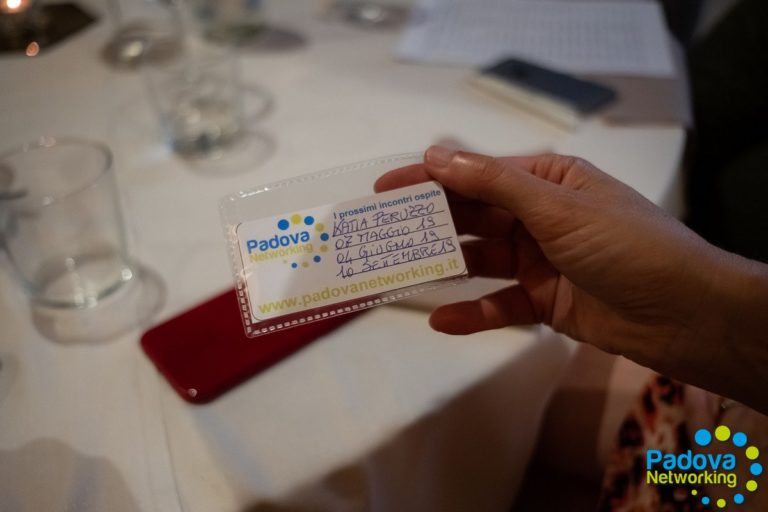 Padova
Networking
I prossimi incontri ospite
KATIA PERUZZO
07 MAGGIO 19
04 GIUGNO 19
10 SETTEMBRE 19
www.padovanetworking.it
Padova
Networking